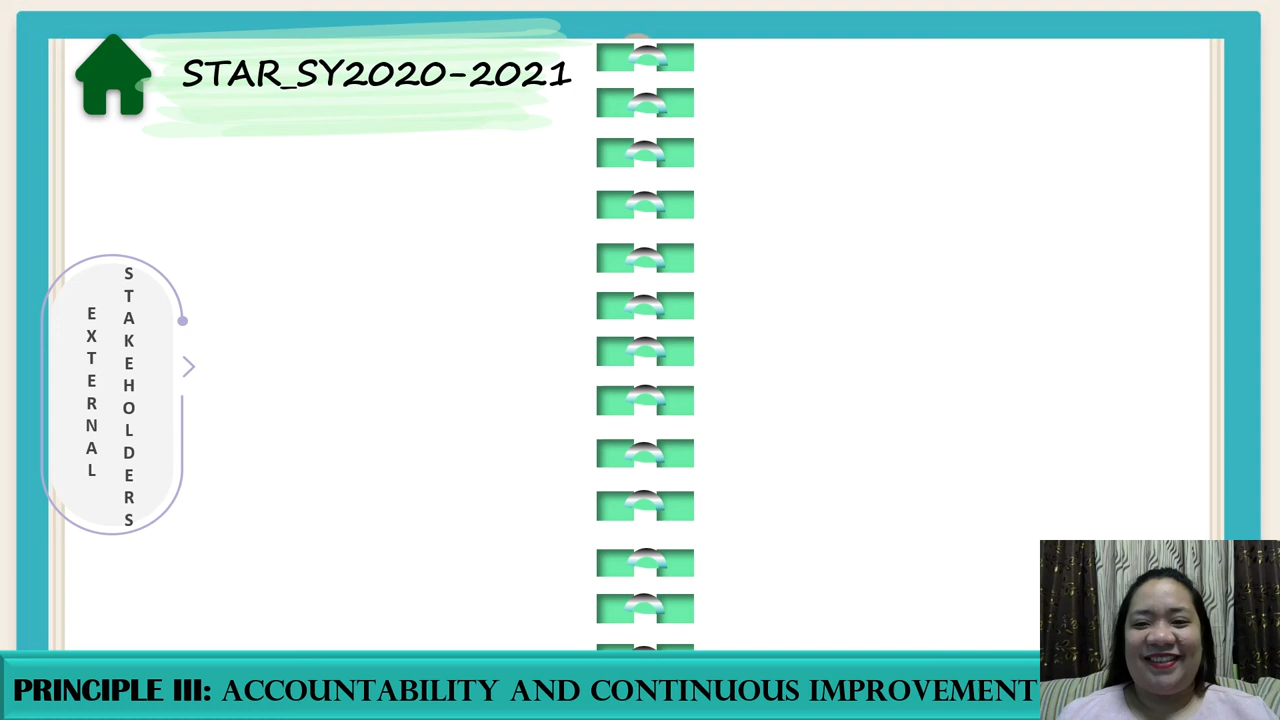 STAR_SY2020-2021
EXTERNAL
STAKEHOLDERS
PRINCIPLE III: ACCOUNTABILITY AND CONTINUOUS IMPROVEMENT